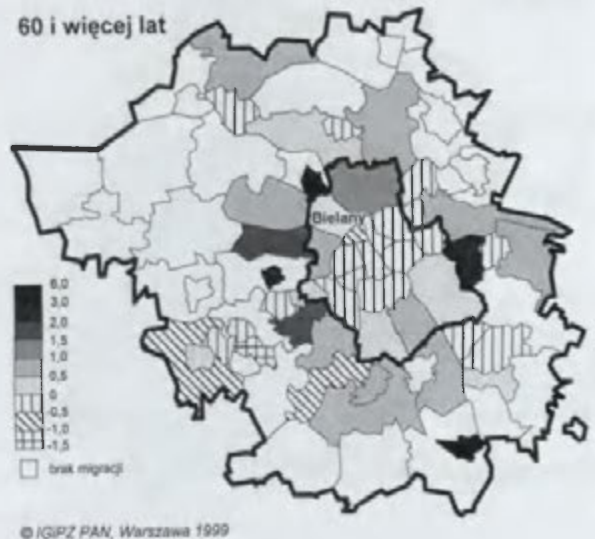 60 i więcej lat
Bielany
6,0
3,0
2,0
1,5
1,0
0,5
0
-0,5
-1,0
-1,5
brak migracji
© IGiPZ PAN, Warszawa 1999